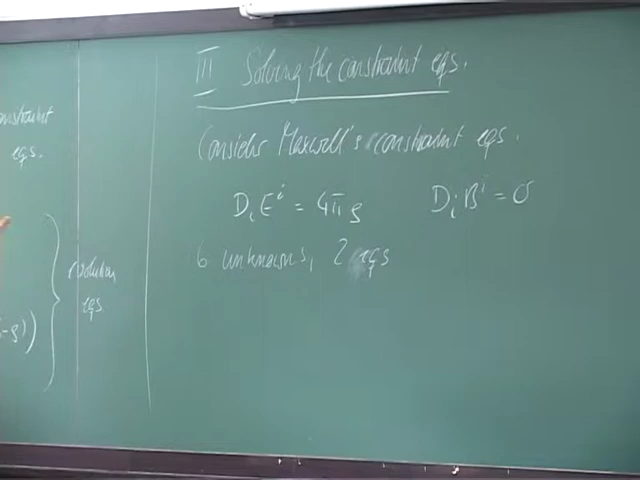 constraint
eqs.
-ρ)) } evolution
eqs
III Solving the constraint eqs.
Consider Maxwell's constraint eqs.
D_i E^i = 4πρ   D_i B^i = 0
6 unknowns, 2 eqs